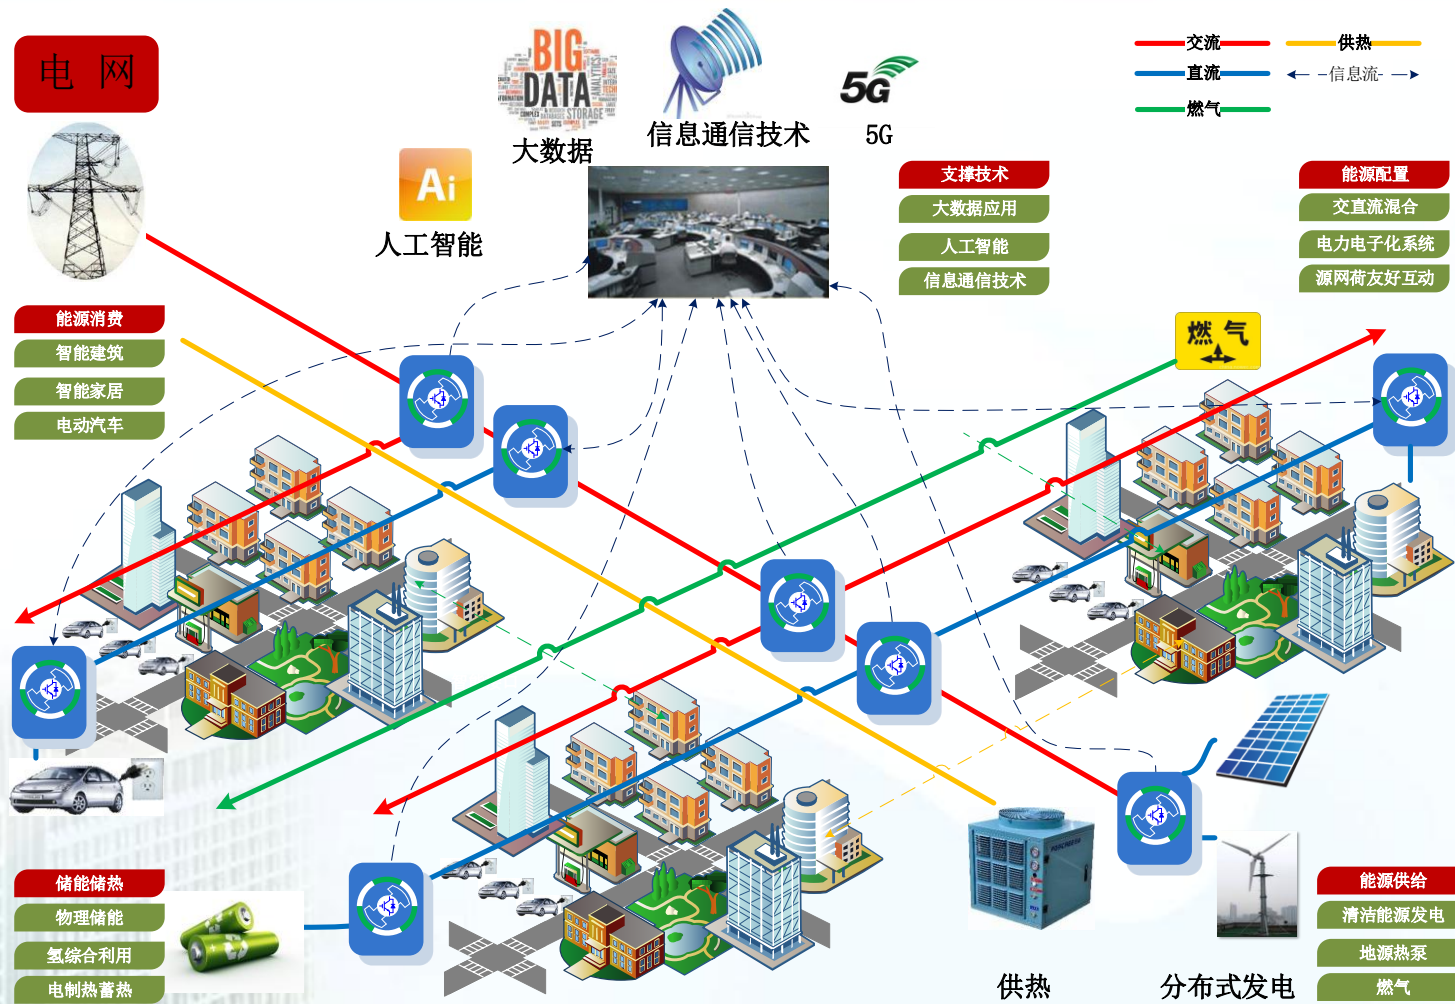 电 网
BIG
DATA
STORAGE
ANALYTICS
大数据
信息通信技术
5G
5G
Ai
人工智能
交流
直流
燃气
供热
信息流
支撑技术
大数据应用
人工智能
信息通信技术
能源配置
交直流混合
电力电子化系统
源网荷友好互动
能源消费
智能建筑
智能家居
电动汽车
燃 气
储能储热
物理储能
氢综合利用
电制热蓄热
供热
分布式发电
能源供给
清洁能源发电
地源热泵
燃气